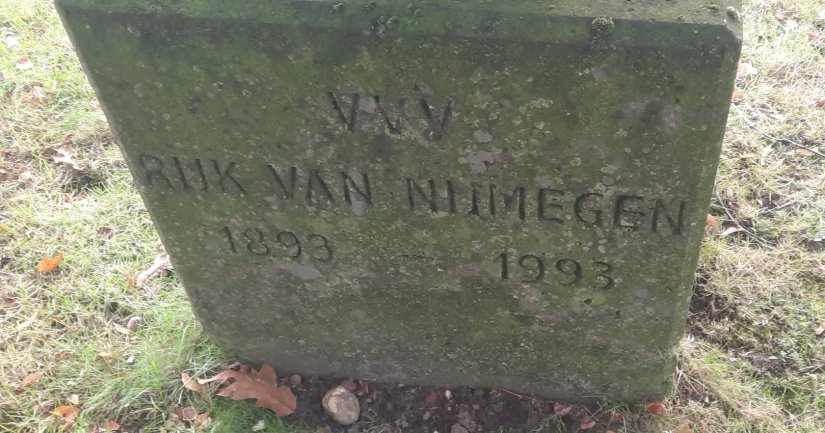 VVV
RIJK VAN NIJMEGEN
1893 - 1993